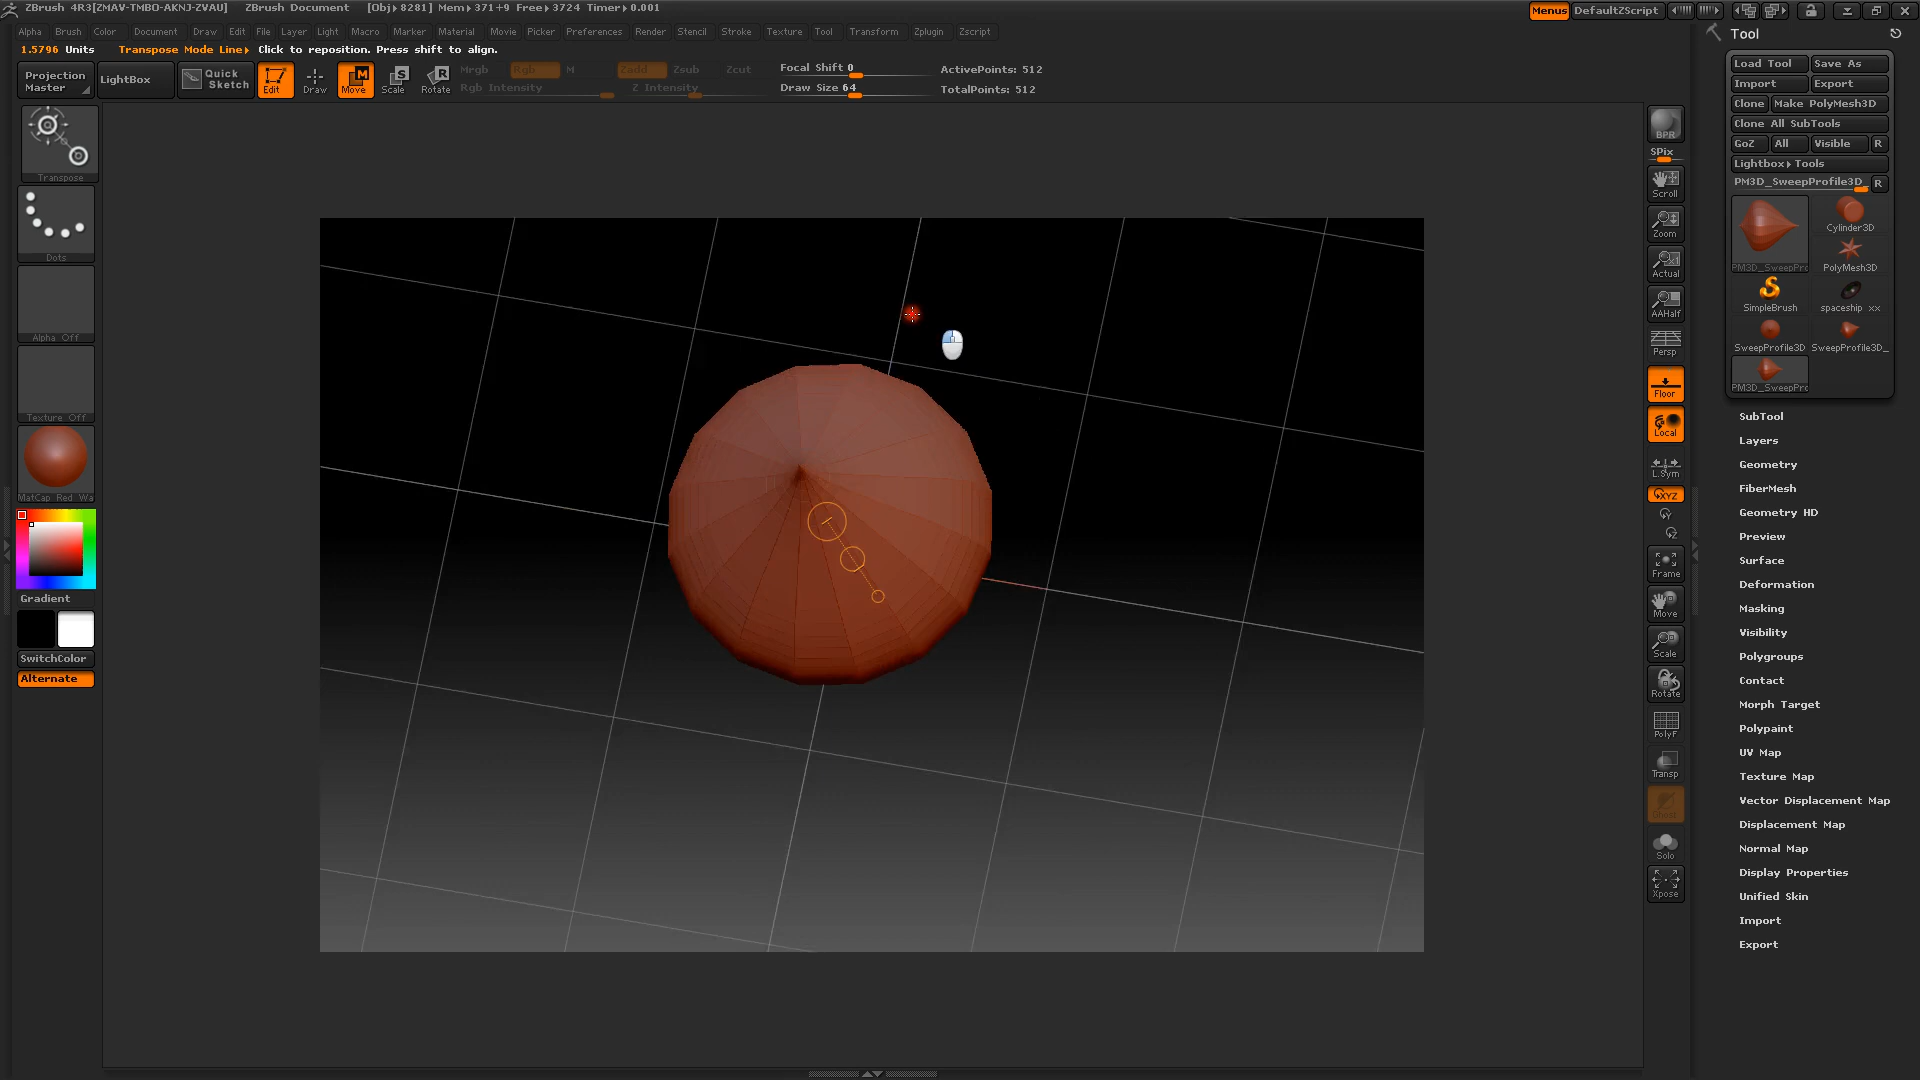 ZBrush 4R3[ZMAV-TMBO-AKNJ-ZVAU] ZBrush Document [Obj▸8281] Mem▸371+9 Free▸3724 Timer▸0.001 Menus DefaultZScript
Alpha Brush Color Document Draw Edit File Layer Light Macro Marker Material Movie Picker Preferences Render Stencil Stroke Texture Tool Transform Zplugin Zscript
1.5796 Units Transpose Mode Line▸ Click to reposition. Press shift to align.
Projection Master
LightBox
Quick Sketch
Edit
Draw
Move
Scale
Rotate
Mrgb Rgb M
Rgb Intensity
Zadd Zsub Zcut
Z Intensity
Focal Shift 0
Draw Size 64
ActivePoints: 512
TotalPoints: 512
Transpose
Dots
Alpha Off
Texture Off
MatCap Red Wa
Gradient
SwitchColor
Alternate
BPR
SPix
Scroll
Zoom
Actual
AAHalf
Persp
Floor
Local
L.Sym
XYZ
Y
Z
Frame
Move
Scale
Rotate
PolyF
Transp
Solo
Xpose
Tool
Load Tool Save As
Import Export
Clone Make PolyMesh3D
Clone All SubTools
GoZ All Visible R
Lightbox▸Tools
PM3D_SweepProfile3D_ R
PM3D_SweepPro
Cylinder3D
PolyMesh3D
SimpleBrush
spaceship xx
SweepProfile3D
SweepProfile3D_
PM3D_SweepPro
SubTool
Layers
Geometry
FiberMesh
Geometry HD
Preview
Surface
Deformation
Masking
Visibility
Polygroups
Contact
Morph Target
Polypaint
UV Map
Texture Map
Vector Displacement Map
Displacement Map
Normal Map
Display Properties
Unified Skin
Import
Export